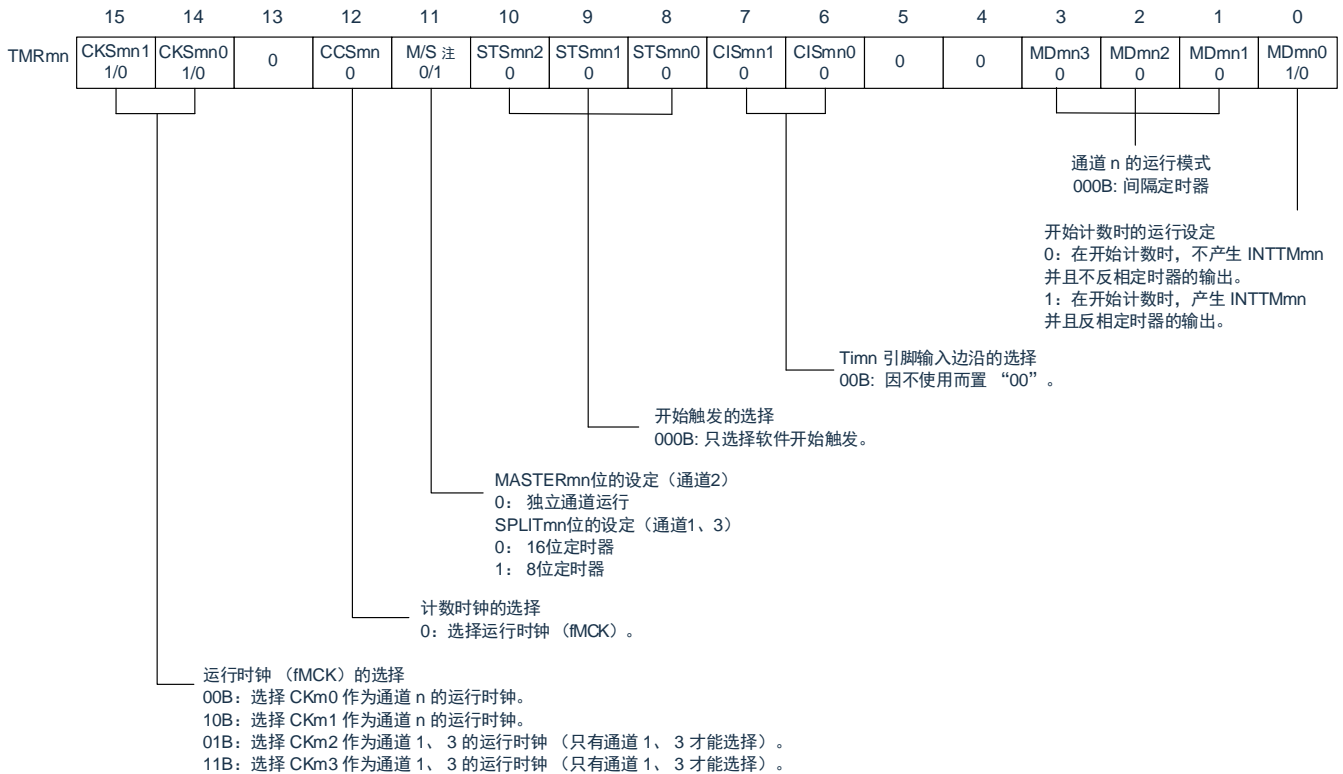 15 14 13 12 11 10 9 8 7 6 5 4 3 2 1 0
TMRmn CKSmn1 CKSmn0 0 CCSmn M/S 注 STSmn2 STSmn1 STSmn0 CISmn1 CISmn0 0 0 MDmn3 MDmn2 MDmn1 MDmn0
1/0 1/0 0 0/1 0 0 0 0 0 0 0 0 1/0
通道 n 的运行模式
000B: 间隔定时器
开始计数时的运行设定
0：在开始计数时，不产生 INTTMmn
并且不反相定时器的输出。
1：在开始计数时，产生 INTTMmn
并且反相定时器的输出。
Timn 引脚输入边沿的选择
00B: 因不使用而置 “00” 。
开始触发的选择
000B: 只选择软件开始触发。
MASTERmn位的设定（通道2）
0： 独立通道运行
SPLITmn位的设定（通道1、3）
0： 16位定时器
1： 8位定时器
计数时钟的选择
0：选择运行时钟（fMCK）。
运行时钟 （fMCK）的选择
00B：选择 CKm0 作为通道 n 的运行时钟。
10B：选择 CKm1 作为通道 n 的运行时钟。
01B：选择 CKm2 作为通道 1、 3 的运行时钟 （只有通道 1、 3 才能选择）。
11B：选择 CKm3 作为通道 1、 3 的运行时钟 （只有通道 1、 3 才能选择）。